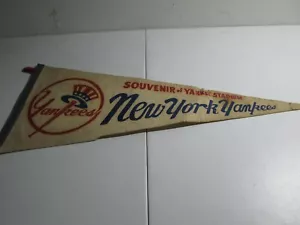 SOUVENIR of YANKEE STADIUM
Yankees
New York Yankees